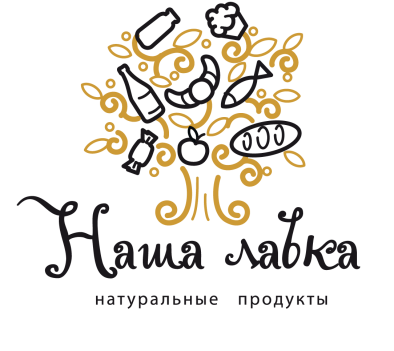 Наша лавка
натуральные продукты